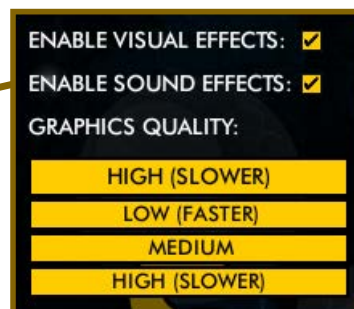 ENABLE VISUAL EFFECTS:
ENABLE SOUND EFFECTS:
GRAPHICS QUALITY:
HIGH (SLOWER)
LOW (FASTER)
MEDIUM
HIGH (SLOWER)